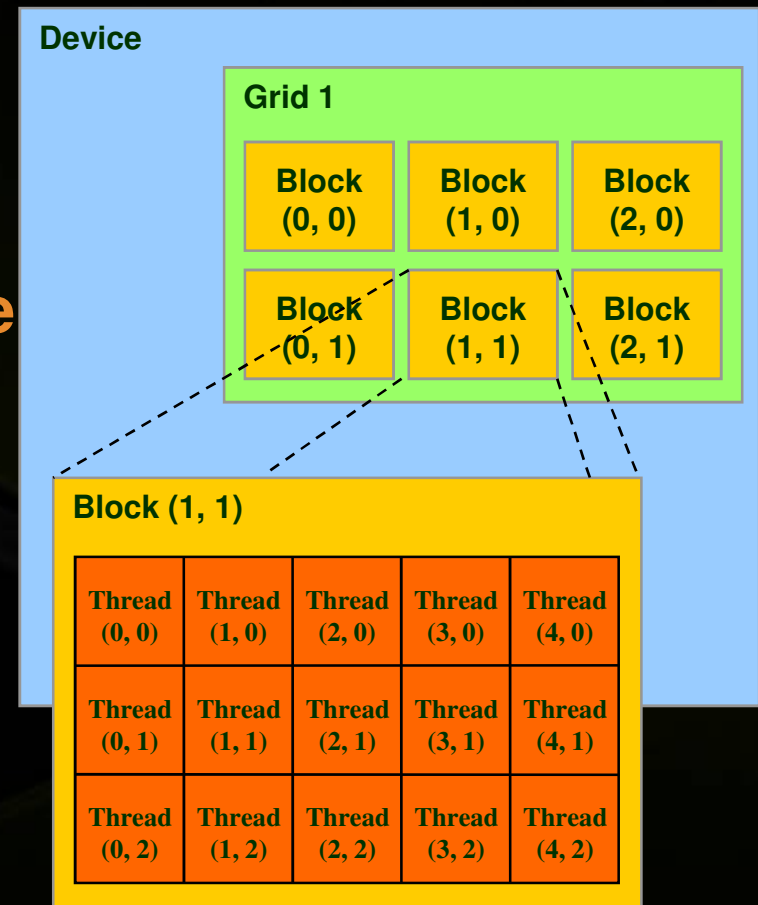 Device
Grid 1
Block Block Block
(0, 0) (1, 0) (2, 0)
Block Block Block
(0, 1) (1, 1) (2, 1)
e
Block (1, 1)
Thread Thread Thread Thread Thread
(0, 0) (1, 0) (2, 0) (3, 0) (4, 0)
Thread Thread Thread Thread Thread
(0, 1) (1, 1) (2, 1) (3, 1) (4, 1)
Thread Thread Thread Thread Thread
(0, 2) (1, 2) (2, 2) (3, 2) (4, 2)